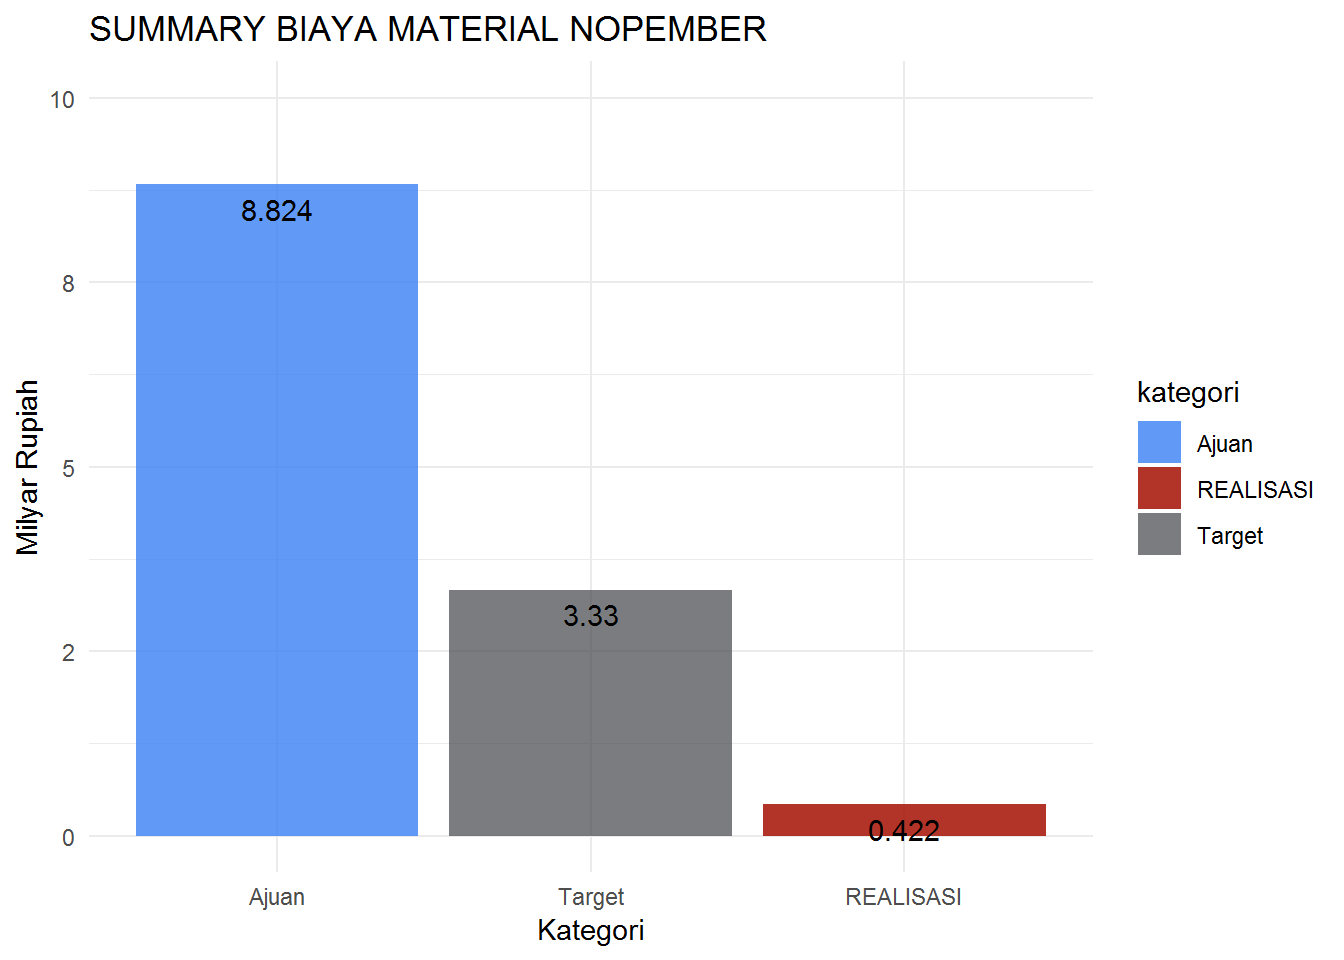 SUMMARY BIAYA MATERIAL NOPEMBER
10
8
5
2
0
Milyar Rupiah
8.824
3.33
0.422
Ajuan
Target
REALISASI
Kategori
kategori
Ajuan
REALISASI
Target